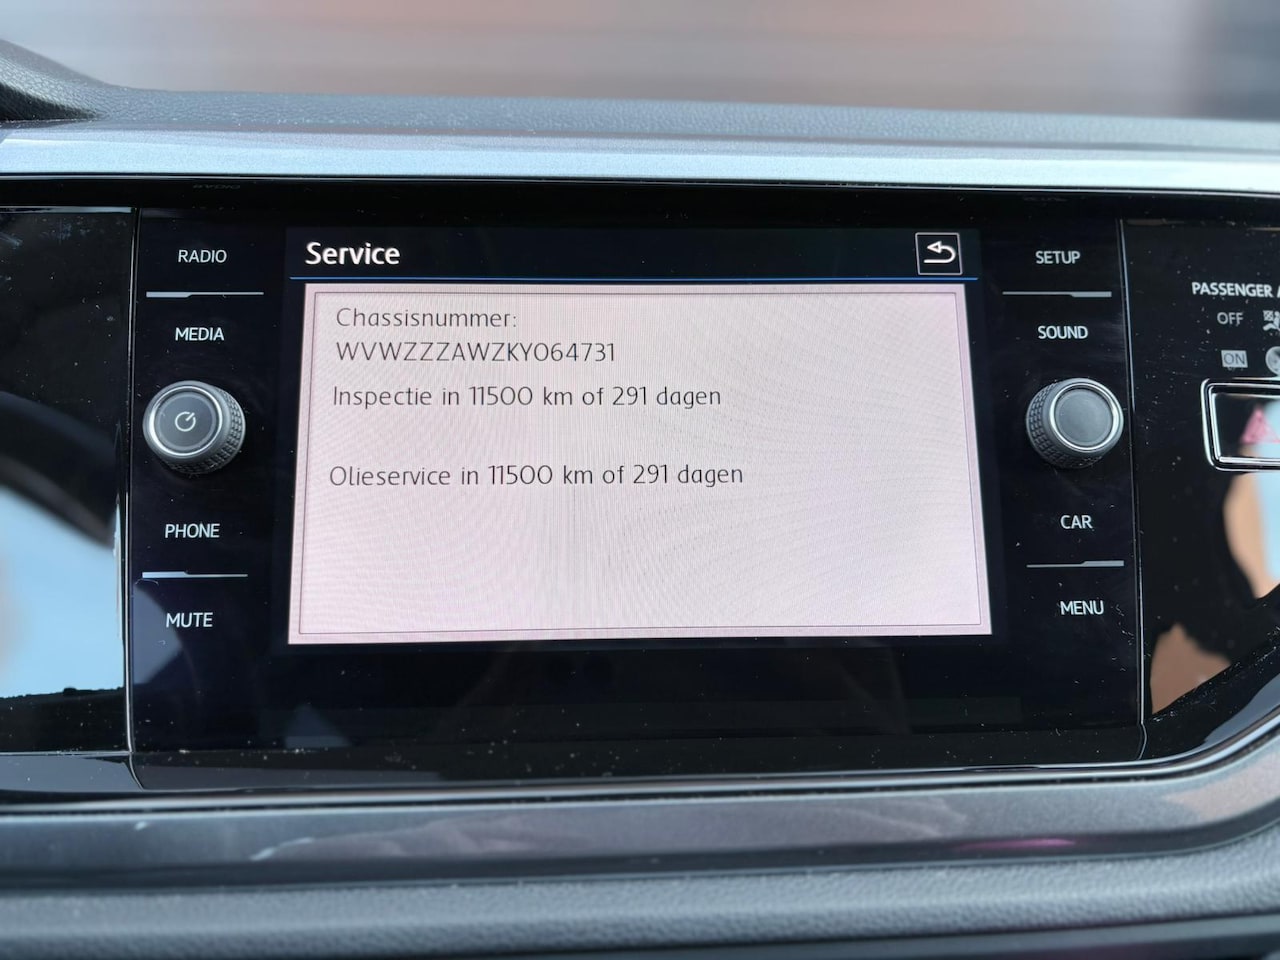 RADIO
MEDIA
PHONE
MUTE
Service
Chassisnummer:
WVWZZZAWZKY064731
Inspectie in 11500 km of 291 dagen
Olieservice in 11500 km of 291 dagen
SETUP
SOUND
CAR
MENU
PASSENGER
OFF
ON